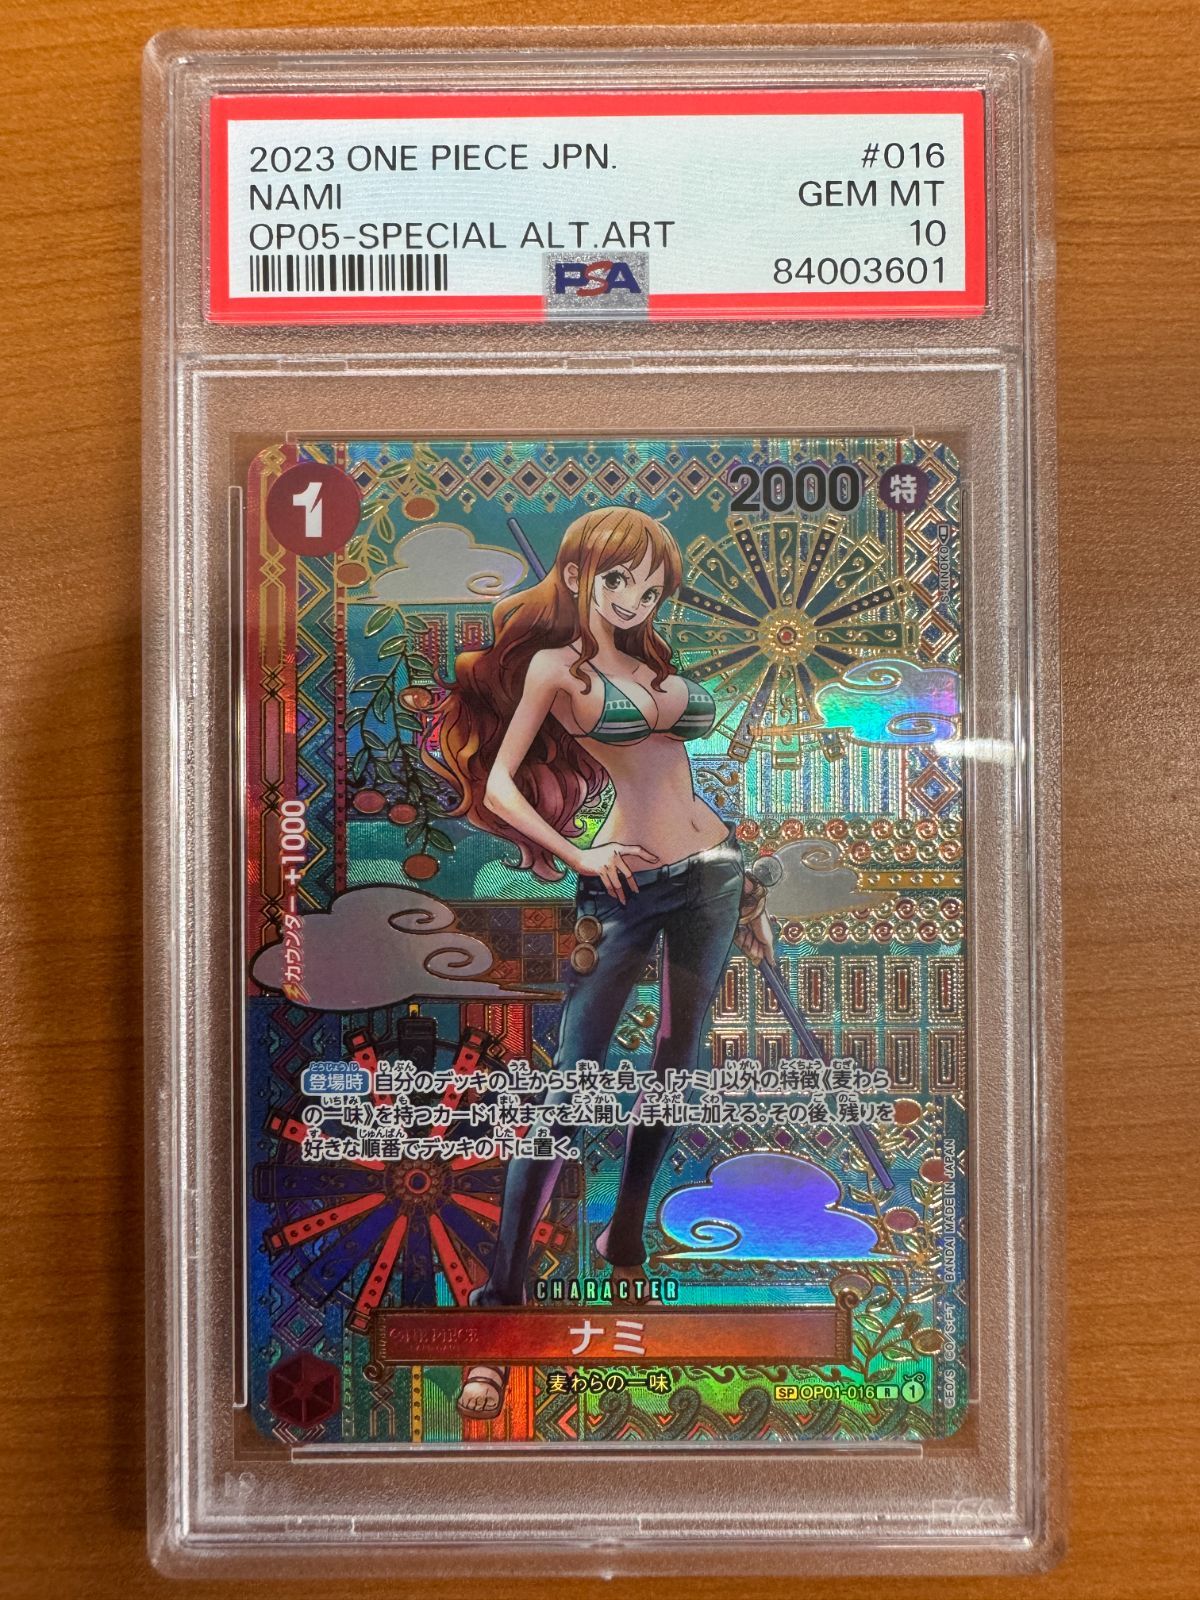 2023 ONE PIECE JPN. #016
NAMI GEM MT
OP05-SPECIAL ALT.ART 10
PSA 84003601
1
2000 特
S-KINOKO
カウンター +1000
登場時 自分のデッキの上から5枚を見て、「ナミ」以外の特徴《麦わら
の一味》を持つカード1枚までを公開し、手札に加える。その後、残りを
好きな順番でデッキの下に置く。
BANDAI MADE IN JAPAN
CHARACTER
ONE PIECE
ナミ
麦わらの一味
SP OP01-016 R 1